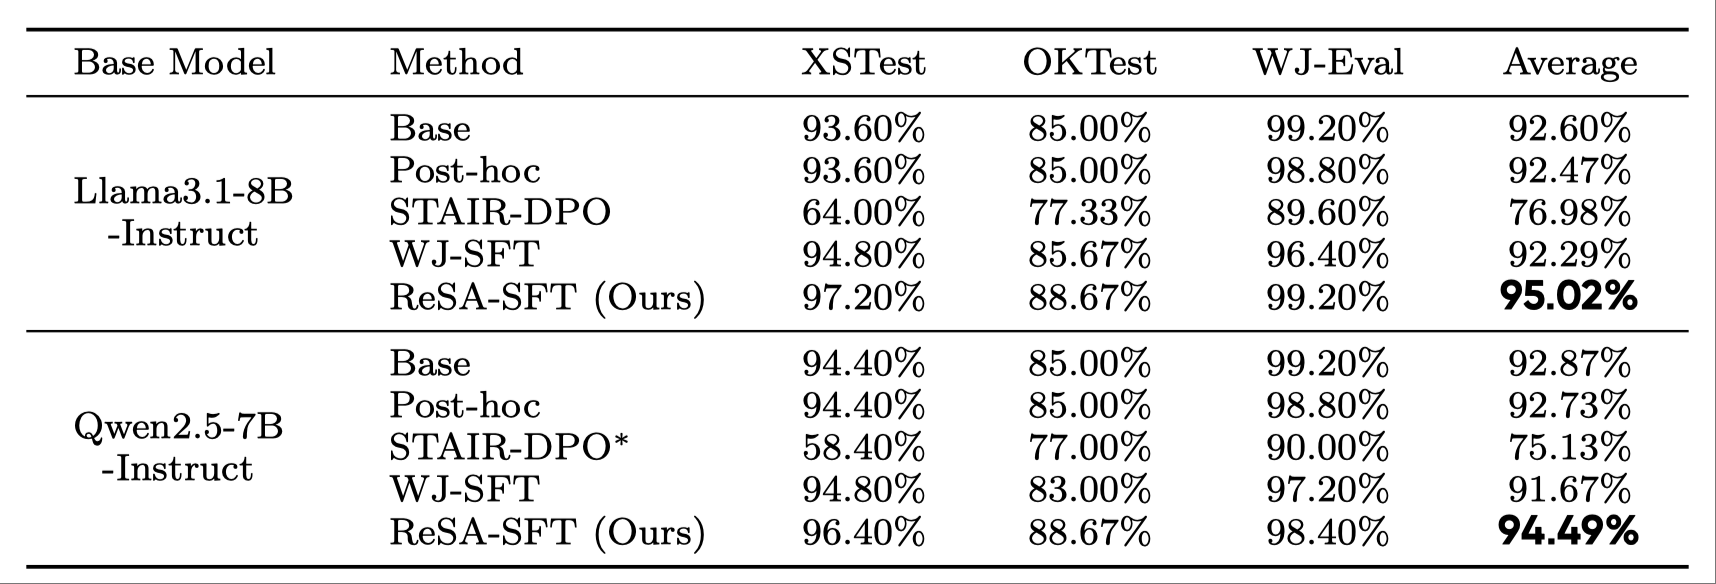 Base Model Method XSTest OKTest WJ-Eval Average
Llama3.1-8B
-Instruct
Base 93.60% 85.00% 99.20% 92.60%
Post-hoc 93.60% 85.00% 98.80% 92.47%
STAIR-DPO 64.00% 77.33% 89.60% 76.98%
WJ-SFT 94.80% 85.67% 96.40% 92.29%
ReSA-SFT (Ours) 97.20% 88.67% 99.20% 95.02%
Qwen2.5-7B
-Instruct
Base 94.40% 85.00% 99.20% 92.87%
Post-hoc 94.40% 85.00% 98.80% 92.73%
STAIR-DPO* 58.40% 77.00% 90.00% 75.13%
WJ-SFT 94.80% 83.00% 97.20% 91.67%
ReSA-SFT (Ours) 96.40% 88.67% 98.40% 94.49%